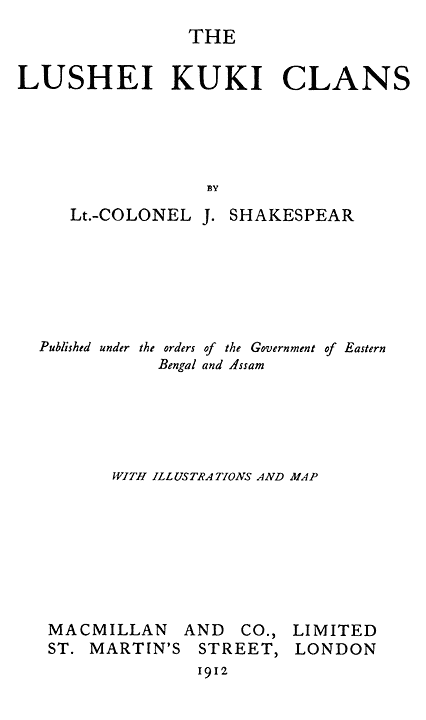 THE
LUSHEI KUKI CLANS
BY
Lt.-COLONEL J. SHAKESPEAR
Published under the orders of the Government of Eastern
Bengal and Assam
WITH ILLUSTRATIONS AND MAP
MACMILLAN AND CO., LIMITED
ST. MARTIN'S STREET, LONDON
1912